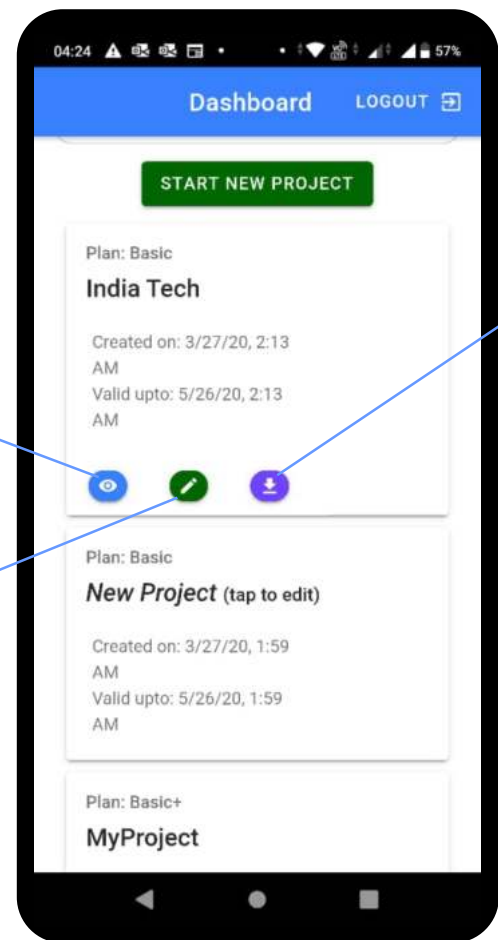 04:24 57%
Dashboard LOGOUT
START NEW PROJECT
Plan: Basic
India Tech
Created on: 3/27/20, 2:13
AM
Valid upto: 5/26/20, 2:13
AM
Plan: Basic
New Project (tap to edit)
Created on: 3/27/20, 1:59
AM
Valid upto: 5/26/20, 1:59
AM
Plan: Basic+
MyProject